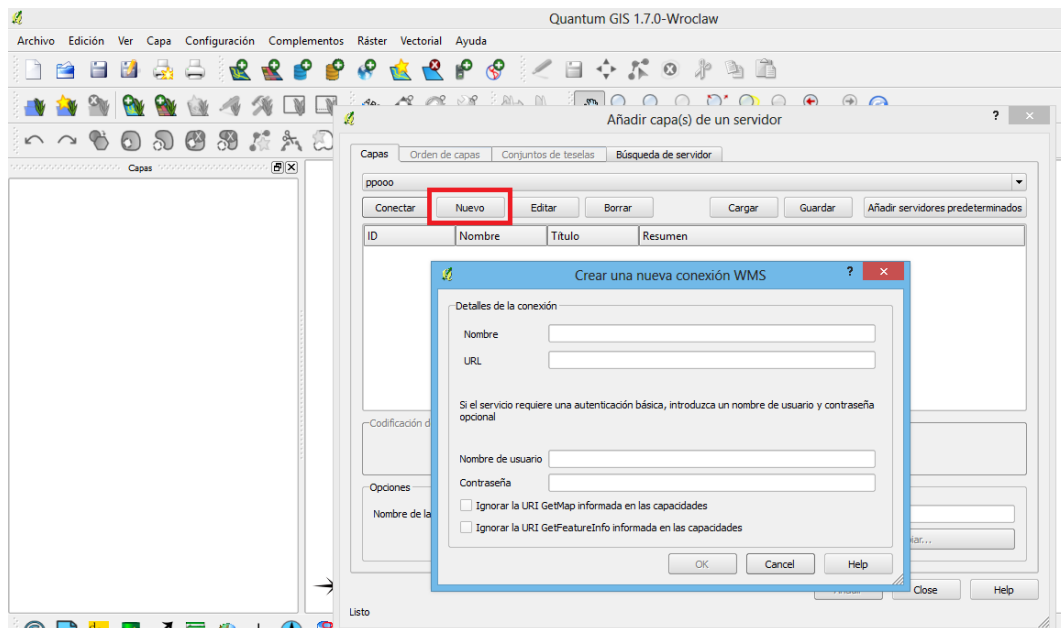 Quantum GIS 1.7.0-Wroclaw
Archivo Edición Ver Capa Configuración Complementos Ráster Vectorial Ayuda
Capas
Añadir capa(s) de un servidor
?
Capas Orden de capas Conjuntos de teselas Búsqueda de servidor
ppooo
Conectar Nuevo Editar Borrar Cargar Guardar Añadir servidores predeterminados
ID Nombre Título Resumen
Crear una nueva conexión WMS
?
Detalles de la conexión
Nombre
URL
Si el servicio requiere una autenticación básica, introduzca un nombre de usuario y contraseña
opcional
Nombre de usuario
Contraseña
Ignorar la URI GetMap informada en las capacidades
Ignorar la URI GetFeatureInfo informada en las capacidades
OK Cancel Help
Codificación d
Opciones
Nombre de la
Close Help
Listo